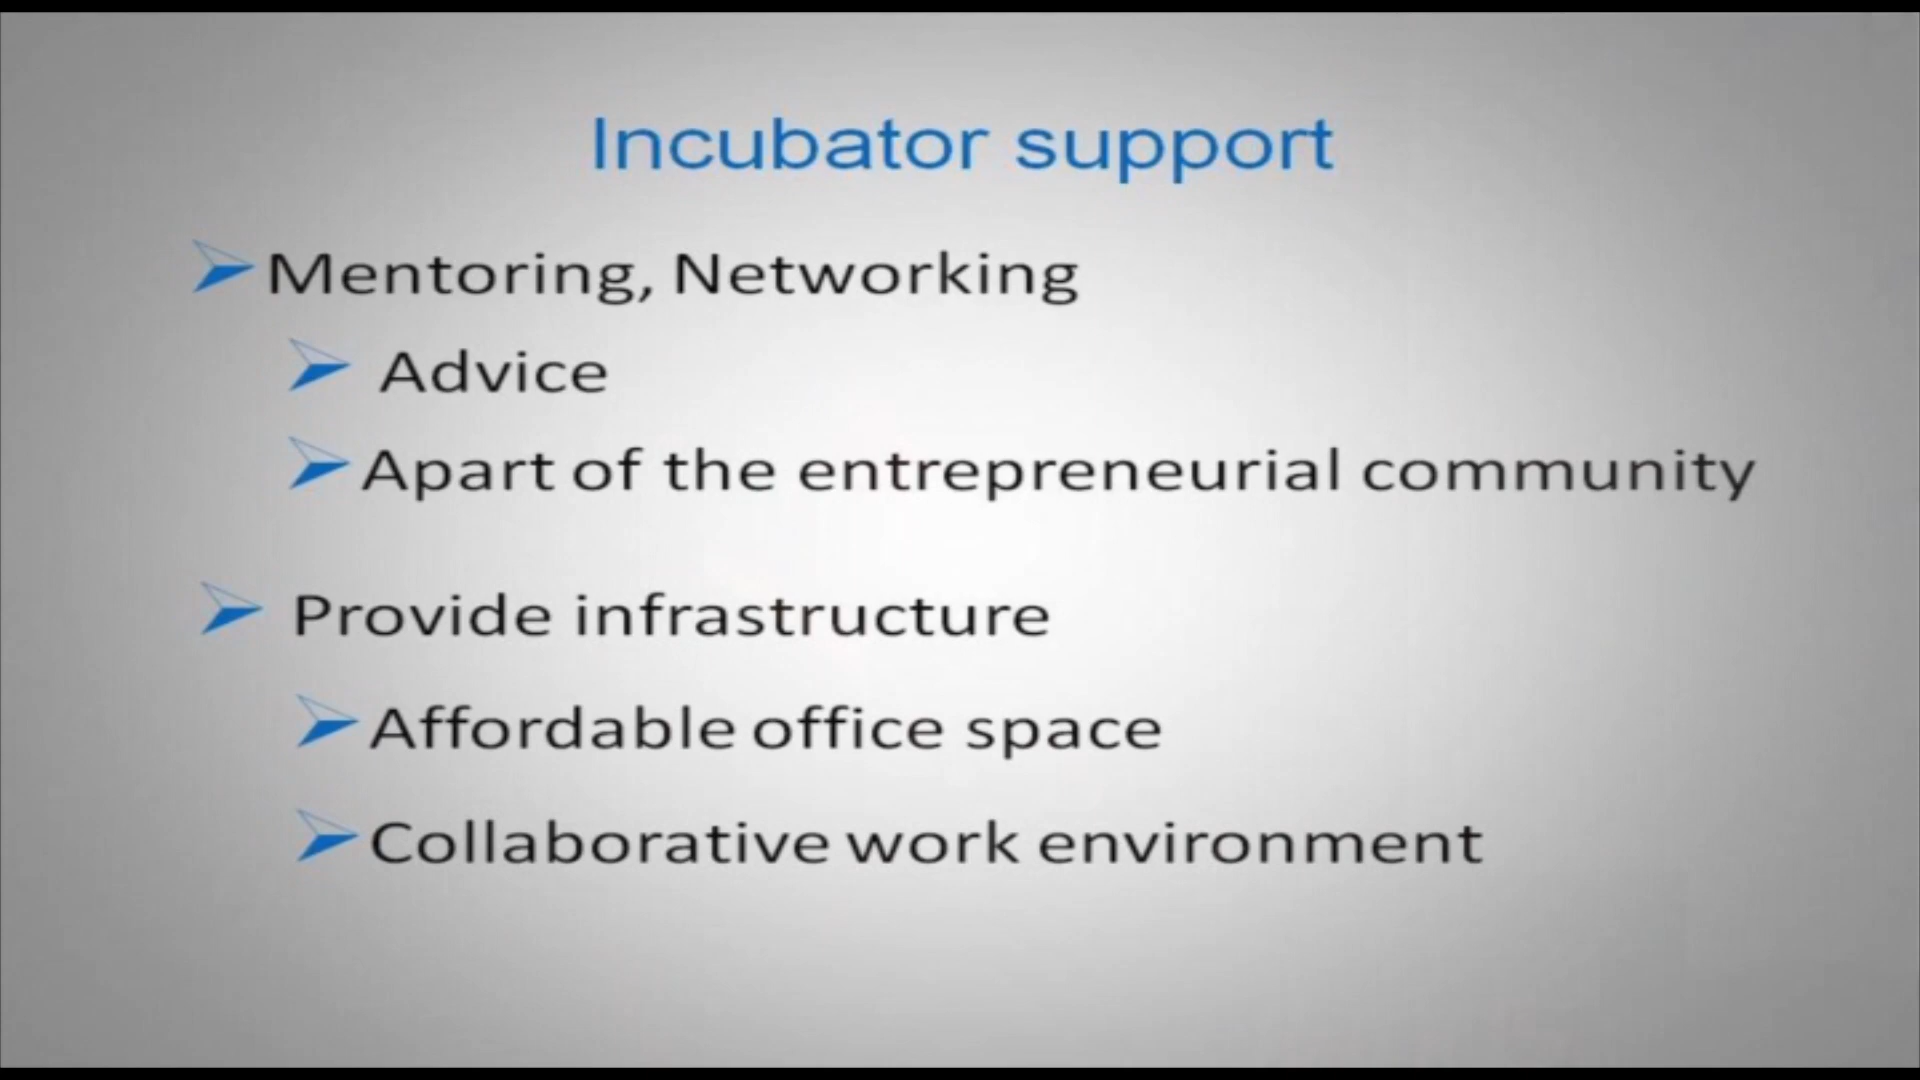 Incubator support
Mentoring, Networking
Advice
Apart of the entrepreneurial community
Provide infrastructure
Affordable office space
Collaborative work environment